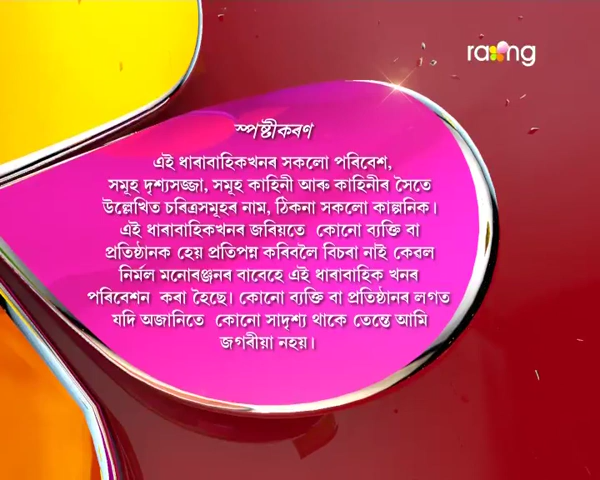 rang
স্পষ্টীকৰণ
এই ধাৰাবাহিকখনৰ সকলো পৰিবেশ,
সমূহ দৃশ্যসজ্জা, সমূহ কাহিনী আৰু কাহিনীৰ সৈতে
উল্লেখিত চৰিত্ৰসমূহৰ নাম, ঠিকনা সকলো কাল্পনিক।
এই ধাৰাবাহিকখনৰ জৰিয়তে কোনো ব্যক্তি বা
প্ৰতিষ্ঠানক হেয় প্ৰতিপন্ন কৰিবলৈ বিচৰা নাই কেৱল
নিৰ্মল মনোৰঞ্জনৰ বাবেহে এই ধাৰাবাহিক খনৰ
পৰিবেশন কৰা হৈছে। কোনো ব্যক্তি বা প্ৰতিষ্ঠানৰ লগত
যদি অজানিতে কোনো সাদৃশ্য থাকে তেন্তে আমি
জগৰীয়া নহয়।